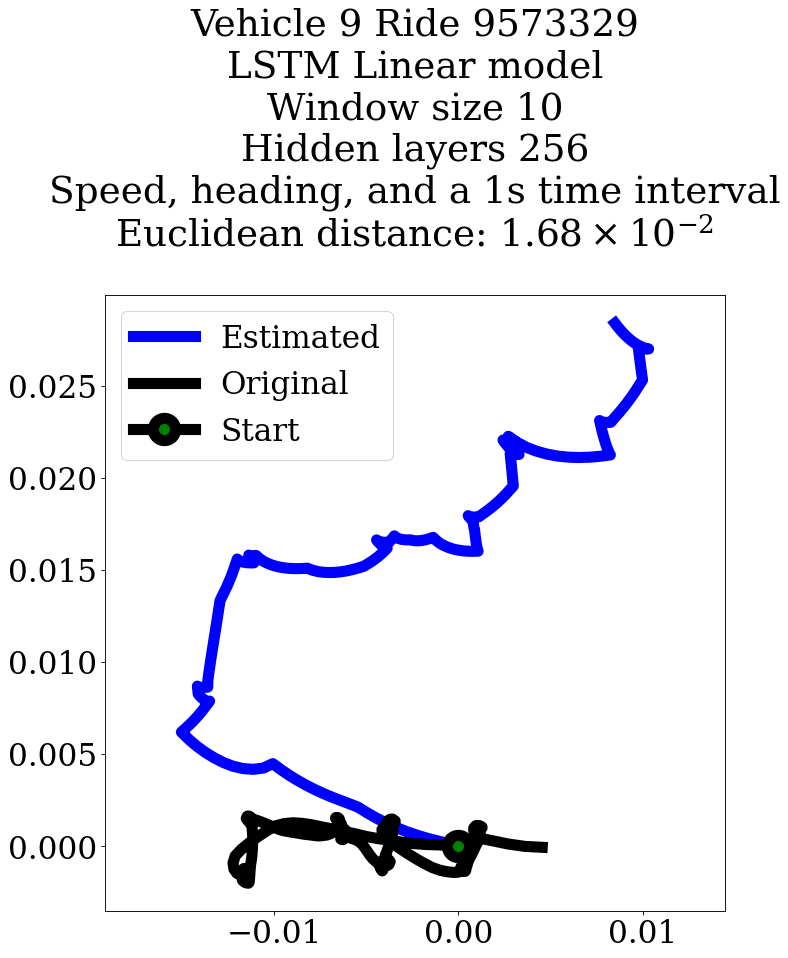 Vehicle 9 Ride 9573329
LSTM Linear model
Window size 10
Hidden layers 256
Speed, heading, and a 1s time interval
Euclidean distance: 1.68 × 10⁻²
Estimated
Original
Start
0.025
0.020
0.015
0.010
0.005
0.000
−0.01 0.00 0.01